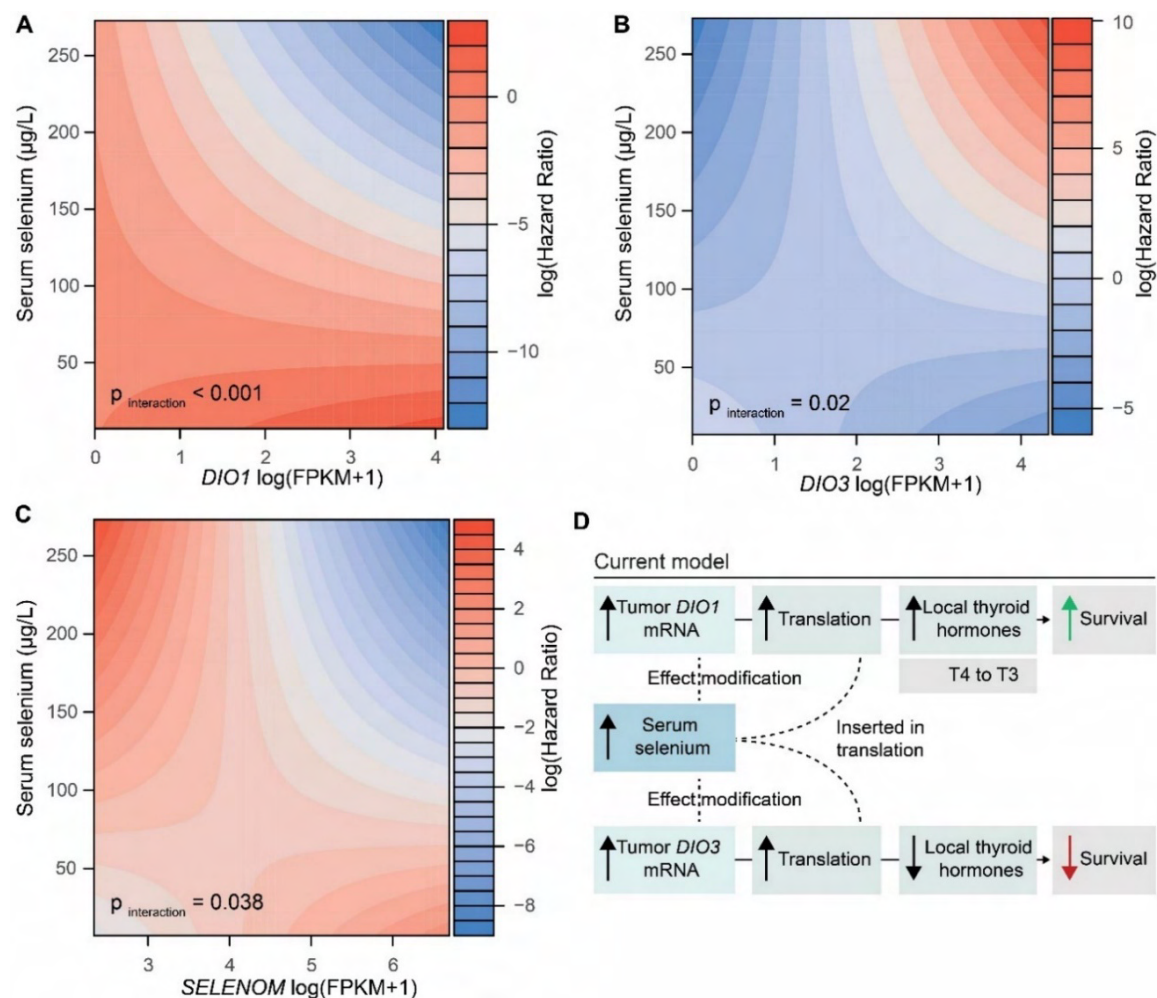 A
250
200
150
100
50
Serum selenium (µg/L)
p interaction < 0.001
0 1 2 3 4
DIO1 log(FPKM+1)
0
−5
−10
log(Hazard Ratio)
B
250
200
150
100
50
Serum selenium (µg/L)
p interaction = 0.02
0 1 2 3 4
DIO3 log(FPKM+1)
10
5
0
−5
log(Hazard Ratio)
C
250
200
150
100
50
Serum selenium (µg/L)
p interaction = 0.038
3 4 5 6
SELENOM log(FPKM+1)
4
2
0
−2
−4
−6
−8
log(Hazard Ratio)
D
Current model
Tumor DIO1
mRNA
Translation
Local thyroid
hormones
Survival
T4 to T3
Effect modification
Serum
selenium
Inserted in
translation
Effect modification
Tumor DIO3
mRNA
Translation
Local thyroid
hormones
Survival